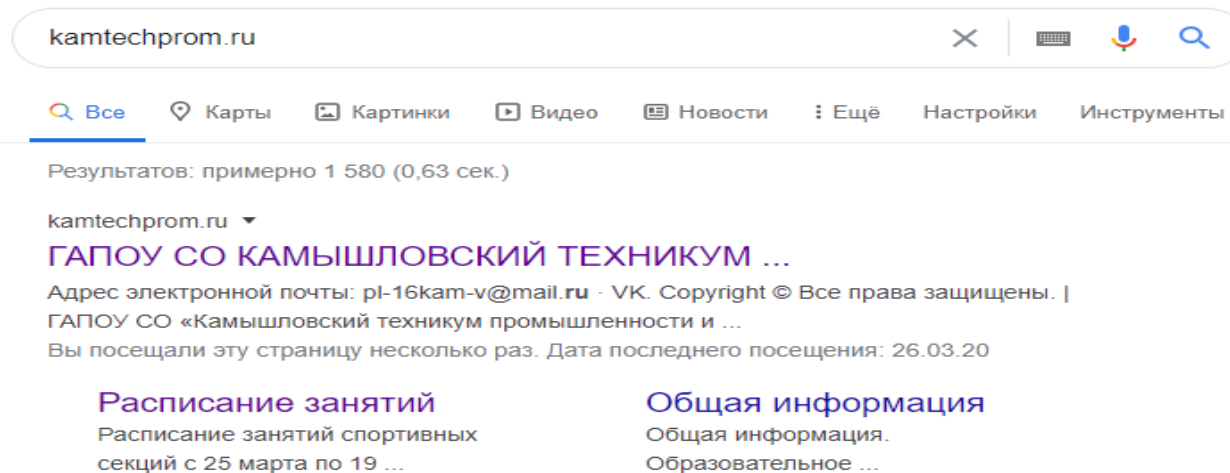 kamtechprom.ru
Все Карты Картинки Видео Новости Ещё Настройки Инструменты
Результатов: примерно 1 580 (0,63 сек.)
kamtechprom.ru
ГАПОУ СО КАМЫШЛОВСКИЙ ТЕХНИКУМ ...
Адрес электронной почты: pl-16kam-v@mail.ru · VK. Copyright © Все права защищены. |
ГАПОУ СО «Камышловский техникум промышленности и ...
Вы посещали эту страницу несколько раз. Дата последнего посещения: 26.03.20
Расписание занятий
Расписание занятий спортивных
секций с 25 марта по 19 ...
Общая информация
Общая информация.
Образовательное ...